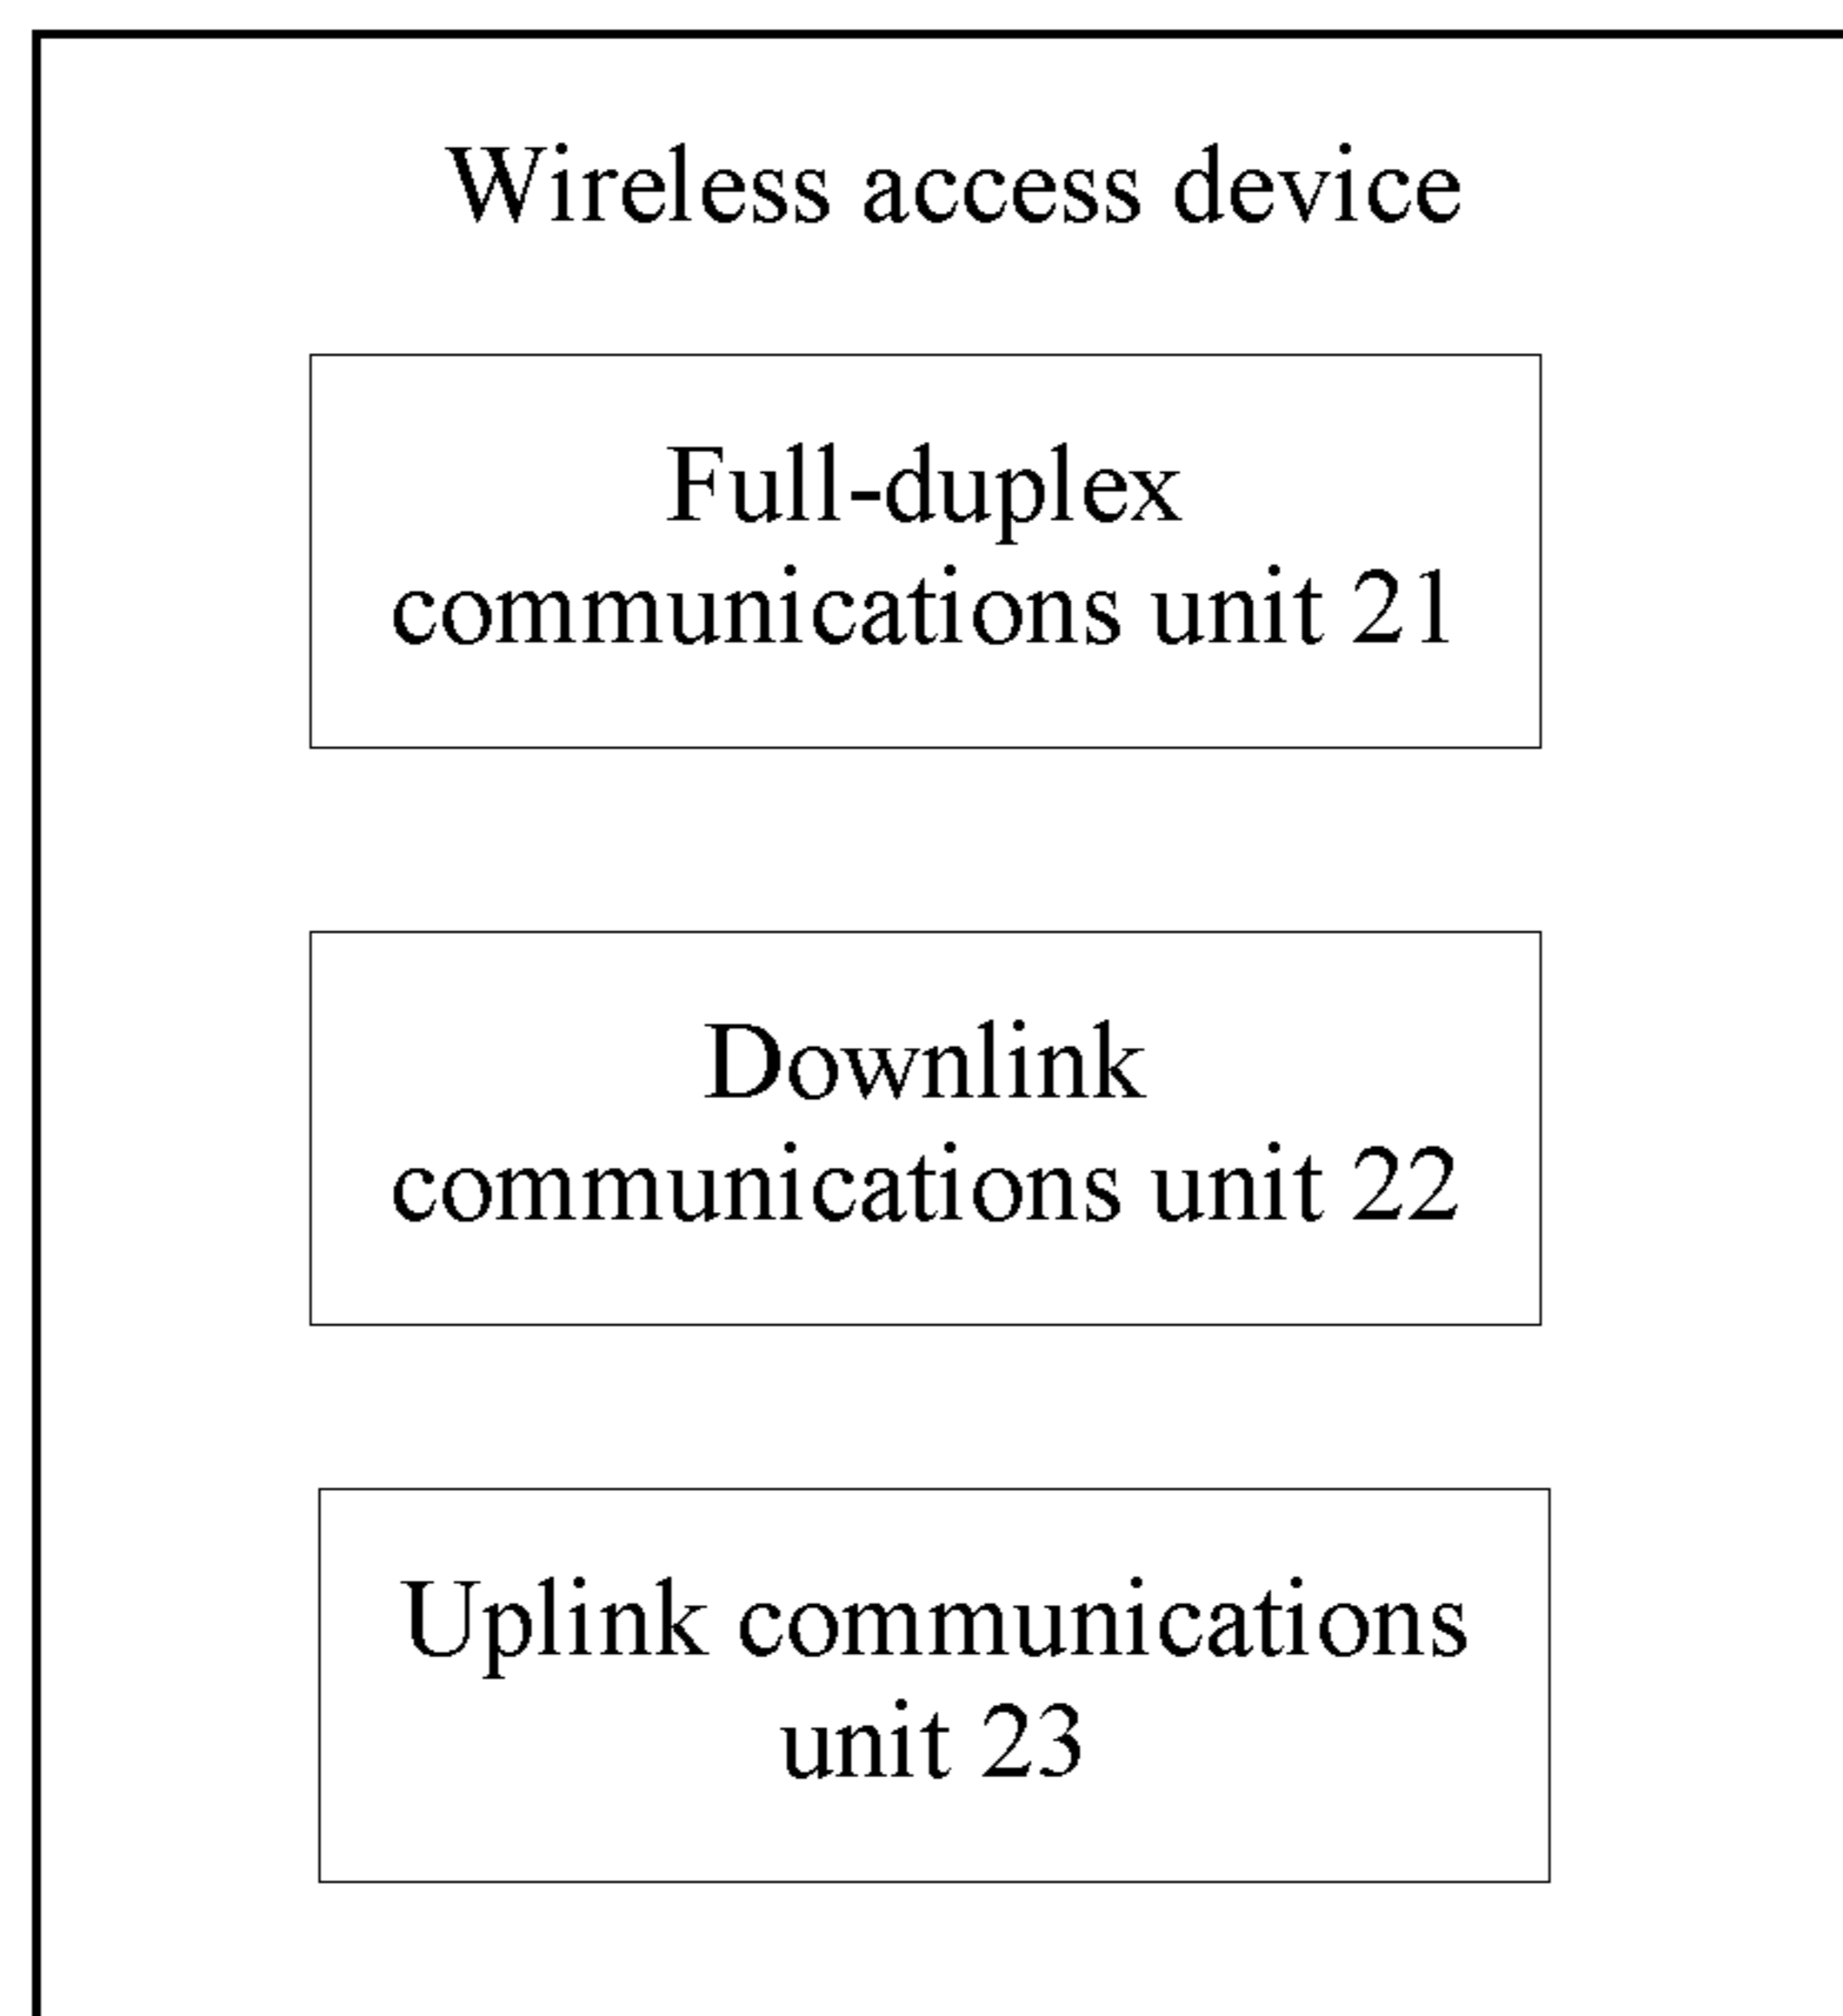 Wireless access device
Full-duplex
communications unit 21
Downlink
communications unit 22
Uplink communications
unit 23